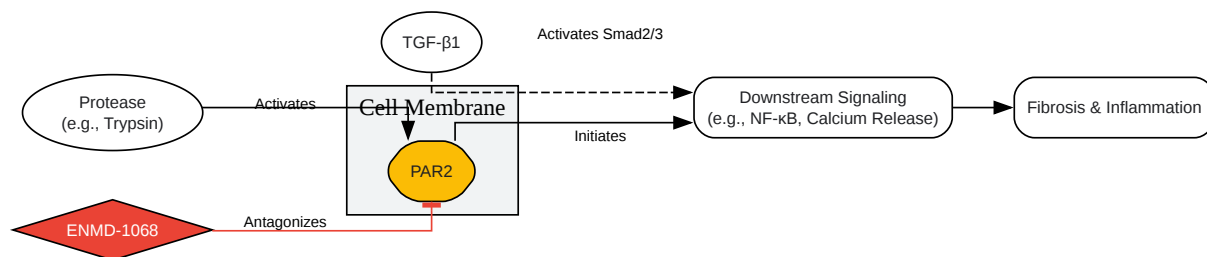 TGF-β1
Activates Smad2/3
Protease
(e.g., Trypsin)
Activates
Cell Membrane
Downstream Signaling
(e.g., NF-κB, Calcium Release)
Fibrosis & Inflammation
Initiates
PAR2
ENMD-1068
Antagonizes